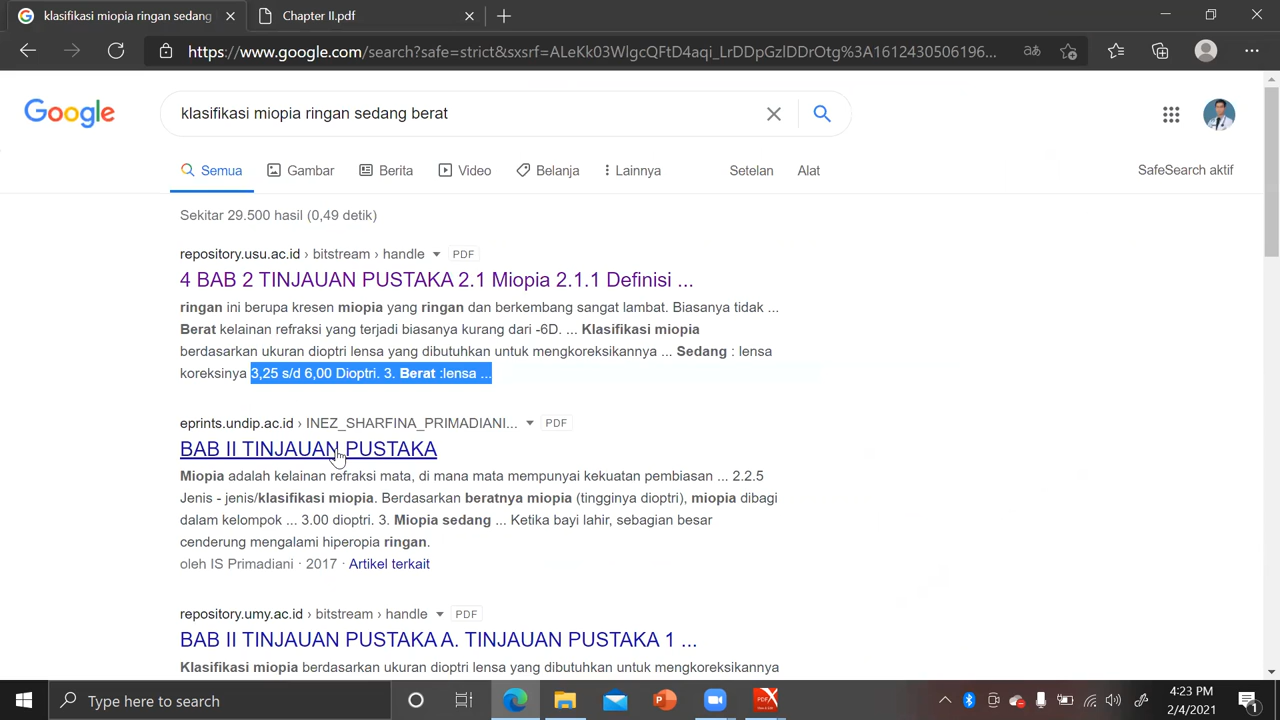 klasifikasi miopia ringan sedang
Chapter II.pdf
https://www.google.com/search?safe=strict&sxsrf=ALeKk03WlgcQFtD4aqi_LrDDpGzlDDrOtg%3A1612430506196...
Google
klasifikasi miopia ringan sedang berat
Semua Gambar Berita Video Belanja Lainnya Setelan Alat SafeSearch aktif
Sekitar 29.500 hasil (0,49 detik)
repository.usu.ac.id › bitstream › handle PDF
4 BAB 2 TINJAUAN PUSTAKA 2.1 Miopia 2.1.1 Definisi ...
ringan ini berupa kresen miopia yang ringan dan berkembang sangat lambat. Biasanya tidak ...
Berat kelainan refraksi yang terjadi biasanya kurang dari -6D. ... Klasifikasi miopia
berdasarkan ukuran dioptri lensa yang dibutuhkan untuk mengkoreksikannya ... Sedang : lensa
koreksinya 3,25 s/d 6,00 Dioptri. 3. Berat :lensa ...
eprints.undip.ac.id › INEZ_SHARFINA_PRIMADIANI... PDF
BAB II TINJAUAN PUSTAKA
Miopia adalah kelainan refraksi mata, di mana mata mempunyai kekuatan pembiasan ... 2.2.5
Jenis - jenis/klasifikasi miopia. Berdasarkan beratnya miopia (tingginya dioptri), miopia dibagi
dalam kelompok ... 3.00 dioptri. 3. Miopia sedang ... Ketika bayi lahir, sebagian besar
cenderung mengalami hiperopia ringan.
oleh IS Primadiani · 2017 · Artikel terkait
repository.umy.ac.id › bitstream › handle PDF
BAB II TINJAUAN PUSTAKA A. TINJAUAN PUSTAKA 1 ...
Klasifikasi miopia berdasarkan ukuran dioptri lensa yang dibutuhkan untuk mengkoreksikannya
Type here to search
4:23 PM
2/4/2021
1